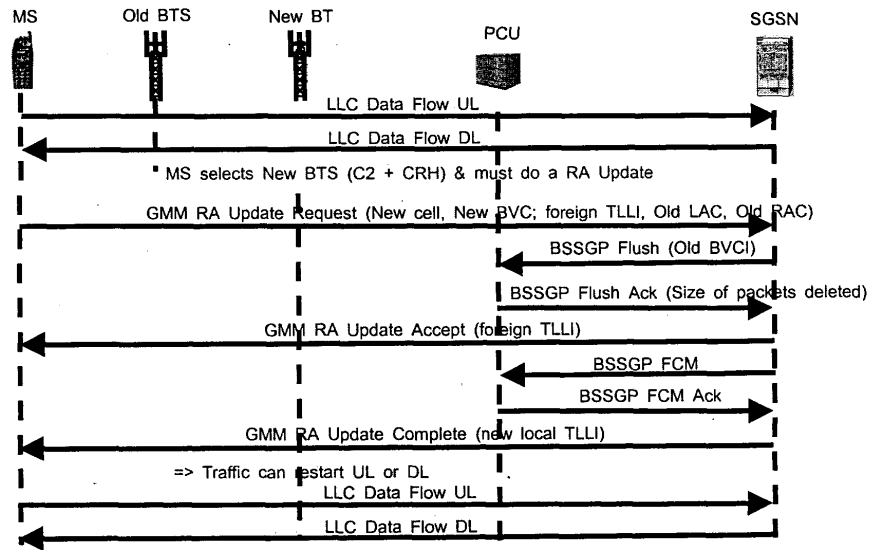 MS
Old BTS
New BT
PCU
SGSN
LLC Data Flow UL
LLC Data Flow DL
MS selects New BTS (C2 + CRH) & must do a RA Update
GMM RA Update Request (New cell, New BVC; foreign TLLI, Old LAC, Old RAC)
BSSGP Flush (Old BVCI)
BSSGP Flush Ack (Size of packets deleted)
GMM RA Update Accept (foreign TLLI)
BSSGP FCM
BSSGP FCM Ack
GMM RA Update Complete (new local TLLI)
=> Traffic can restart UL or DL
LLC Data Flow UL
LLC Data Flow DL